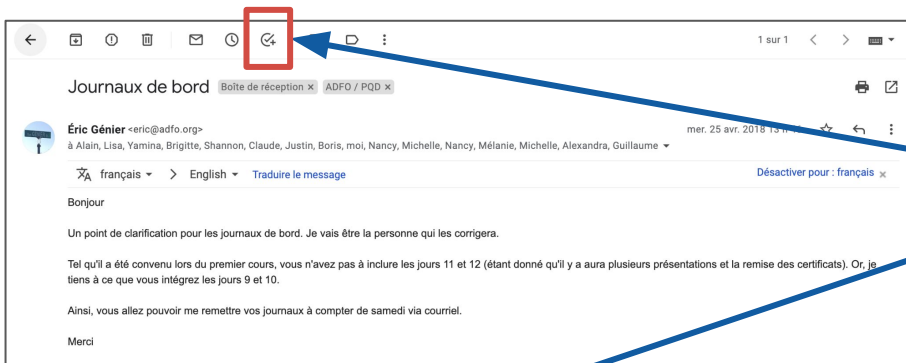 1 sur 1
Journaux de bord Boîte de réception × ADFO / PQD ×
Éric Génier <eric@adfo.org> mer. 25 avr. 2018
à Alain, Lisa, Yamina, Brigitte, Shannon, Claude, Justin, Boris, moi, Nancy, Michelle, Nancy, Mélanie, Michelle, Alexandra, Guillaume
français > English Traduire le message Désactiver pour : français ×
Bonjour
Un point de clarification pour les journaux de bord. Je vais être la personne qui les corrigera.
Tel qu'il a été convenu lors du premier cours, vous n'avez pas à inclure les jours 11 et 12 (étant donné qu'il y a aura plusieurs présentations et la remise des certificats). Or, je
tiens à ce que vous intégrez les jours 9 et 10.
Ainsi, vous allez pouvoir me remettre vos journaux à compter de samedi via courriel.
Merci